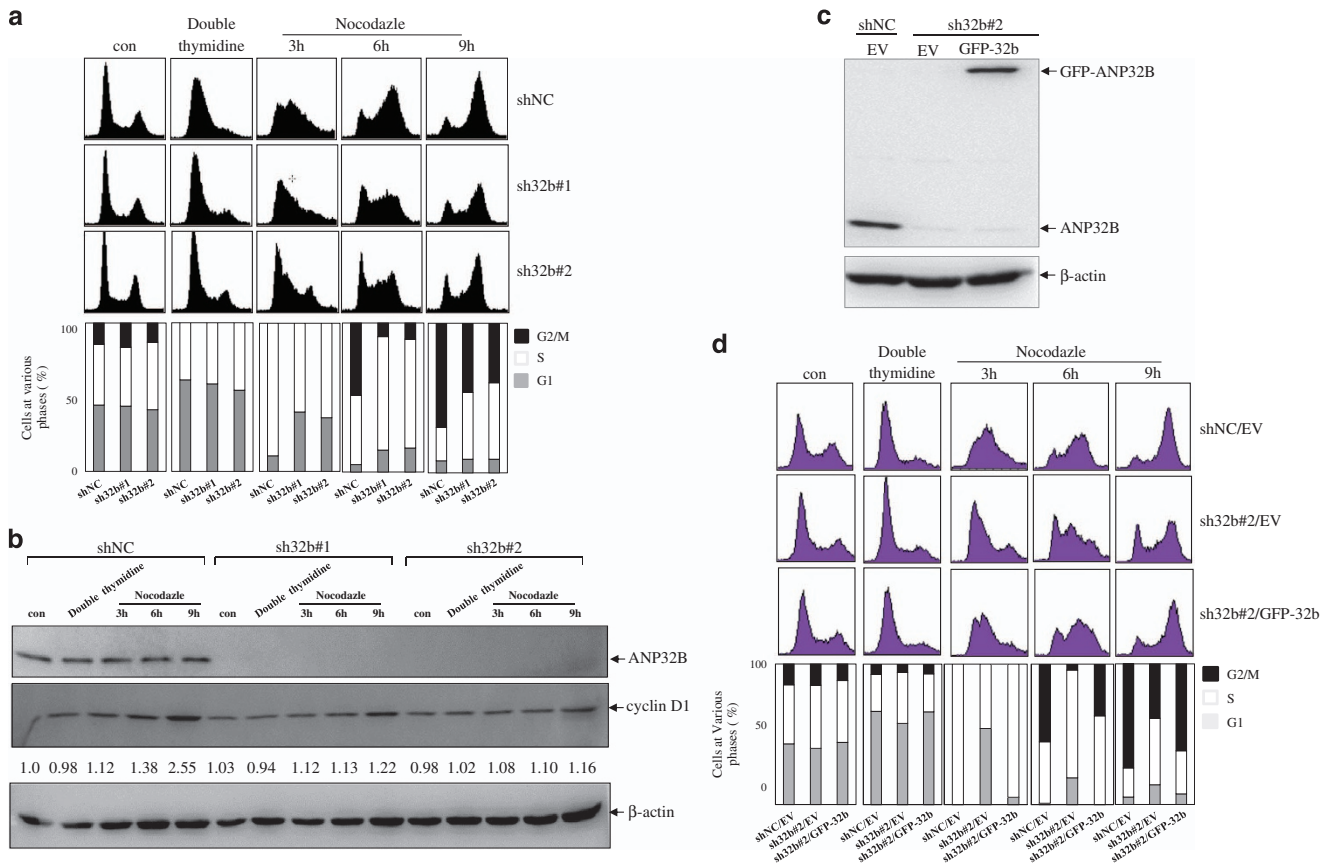 a
con
Double
thymidine
Nocodazle
3h
6h
9h
shNC
sh32b#1
sh32b#2
Cells at various
phases ( %)
100
50
0
G2/M
S
G1
shNC
sh32b#1
sh32b#2
shNC
sh32b#1
sh32b#2
shNC
sh32b#1
sh32b#2
shNC
sh32b#1
sh32b#2
shNC
sh32b#1
sh32b#2
b
shNC
sh32b#1
sh32b#2
con
Double thymidine
Nocodazle
3h
6h
9h
con
Double thymidine
Nocodazle
3h
6h
9h
con
Double thymidine
Nocodazle
3h
6h
9h
ANP32B
cyclin D1
1.0 0.98 1.12 1.38 2.55 1.03 0.94 1.12 1.13 1.22 0.98 1.02 1.08 1.10 1.16
β-actin
c
shNC
sh32b#2
EV
EV
GFP-32b
GFP-ANP32B
ANP32B
β-actin
d
con
Double
thymidine
Nocodazle
3h
6h
9h
shNC/EV
sh32b#2/EV
sh32b#2/GFP-32b
Cells at Various
phases ( %)
100
50
0
G2/M
S
G1
shNC/EV
sh32b#2/EV
sh32b#2/GFP-32b
shNC/EV
sh32b#2/EV
sh32b#2/GFP-32b
shNC/EV
sh32b#2/EV
sh32b#2/GFP-32b
shNC/EV
sh32b#2/EV
sh32b#2/GFP-32b
shNC/EV
sh32b#2/EV
sh32b#2/GFP-32b